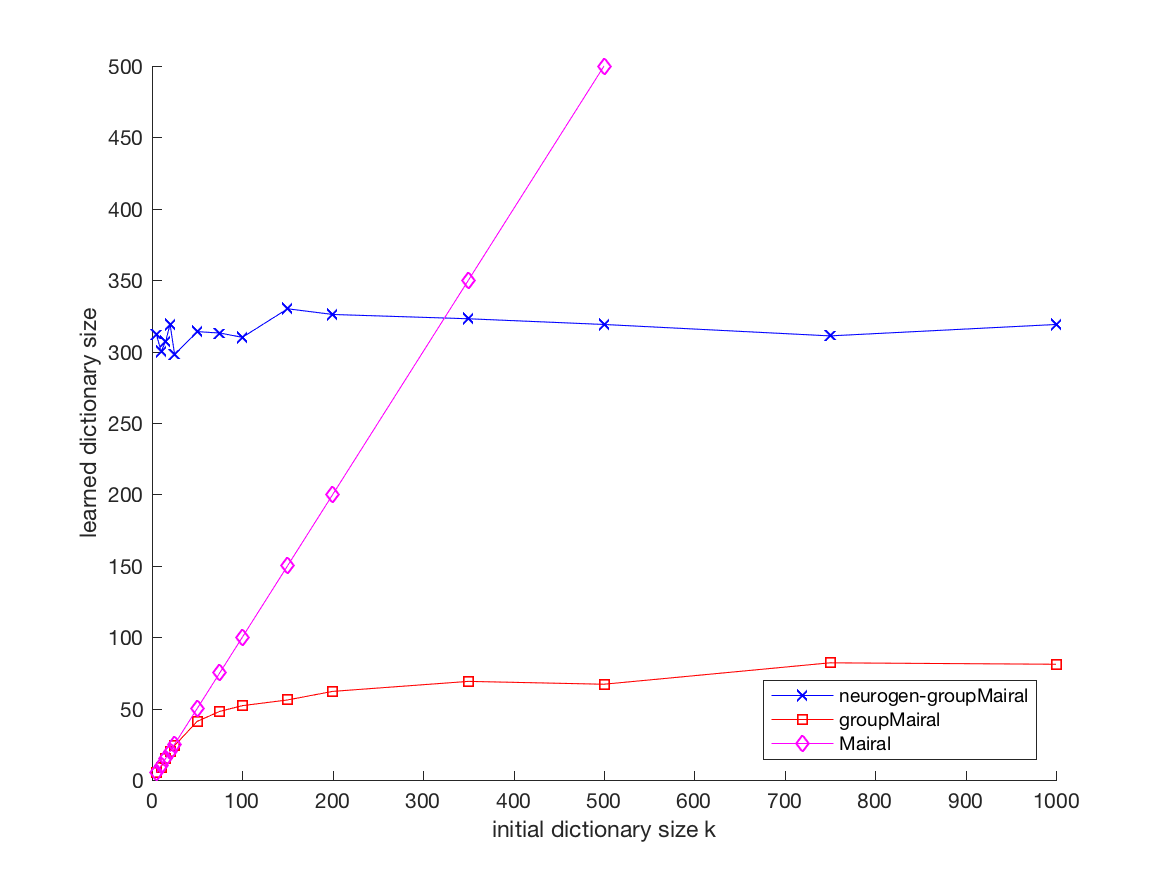 500
450
400
350
300
250
200
150
100
50
0
learned dictionary size
neurogen-groupMairal
groupMairal
Mairal
0 100 200 300 400 500 600 700 800 900 1000
initial dictionary size k